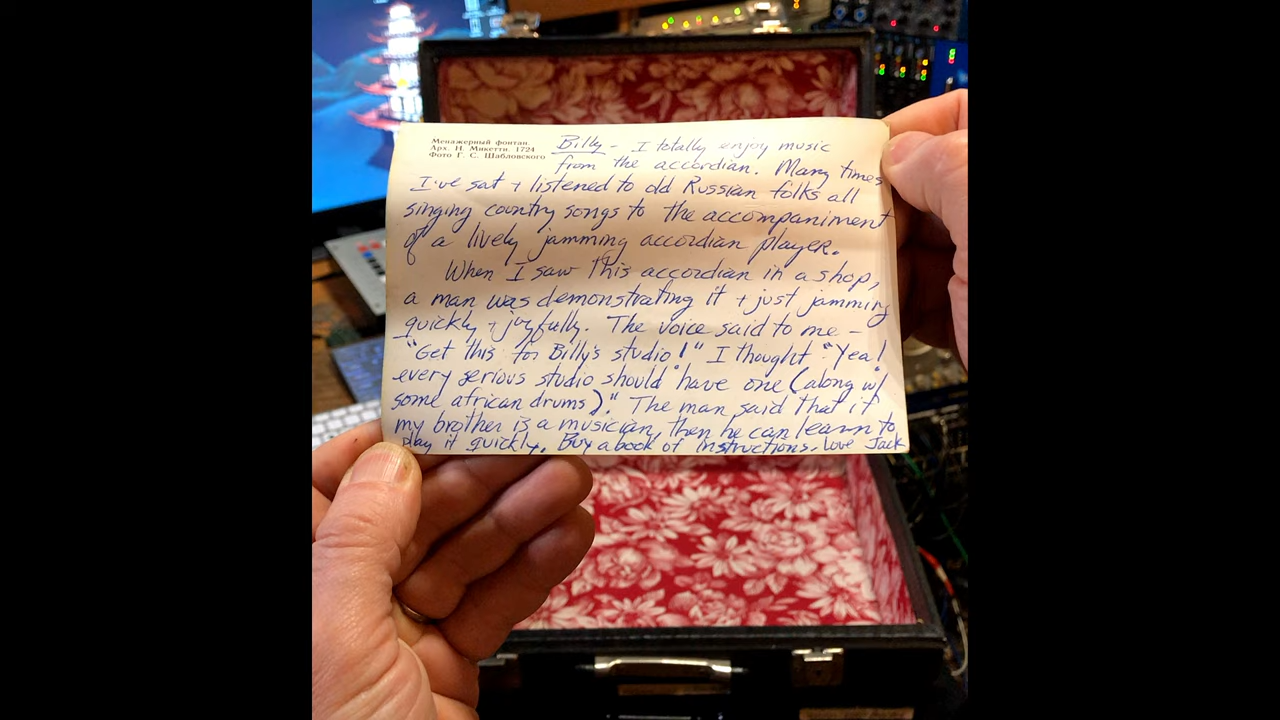 Менажерный фонтан.
Арх. И. Микетти. 1724
Фото Г. С. Шабловского
Billy - I totally enjoy music
from the accordian. Many times
I've sat + listened to old Russian folks all
singing country songs to the accompaniment
of a lively jamming accordian player.
When I saw this accordian in a shop,
a man was demonstrating it + just jamming
quickly + joyfully. The voice said to me -
"Get this for Billy's studio!" I thought "Yea!
every serious studio should have one (along w/
some african drums)." The man said that if
my brother is a musician, then he can learn to
play it quickly. Buy a book of instructions. Love Jack